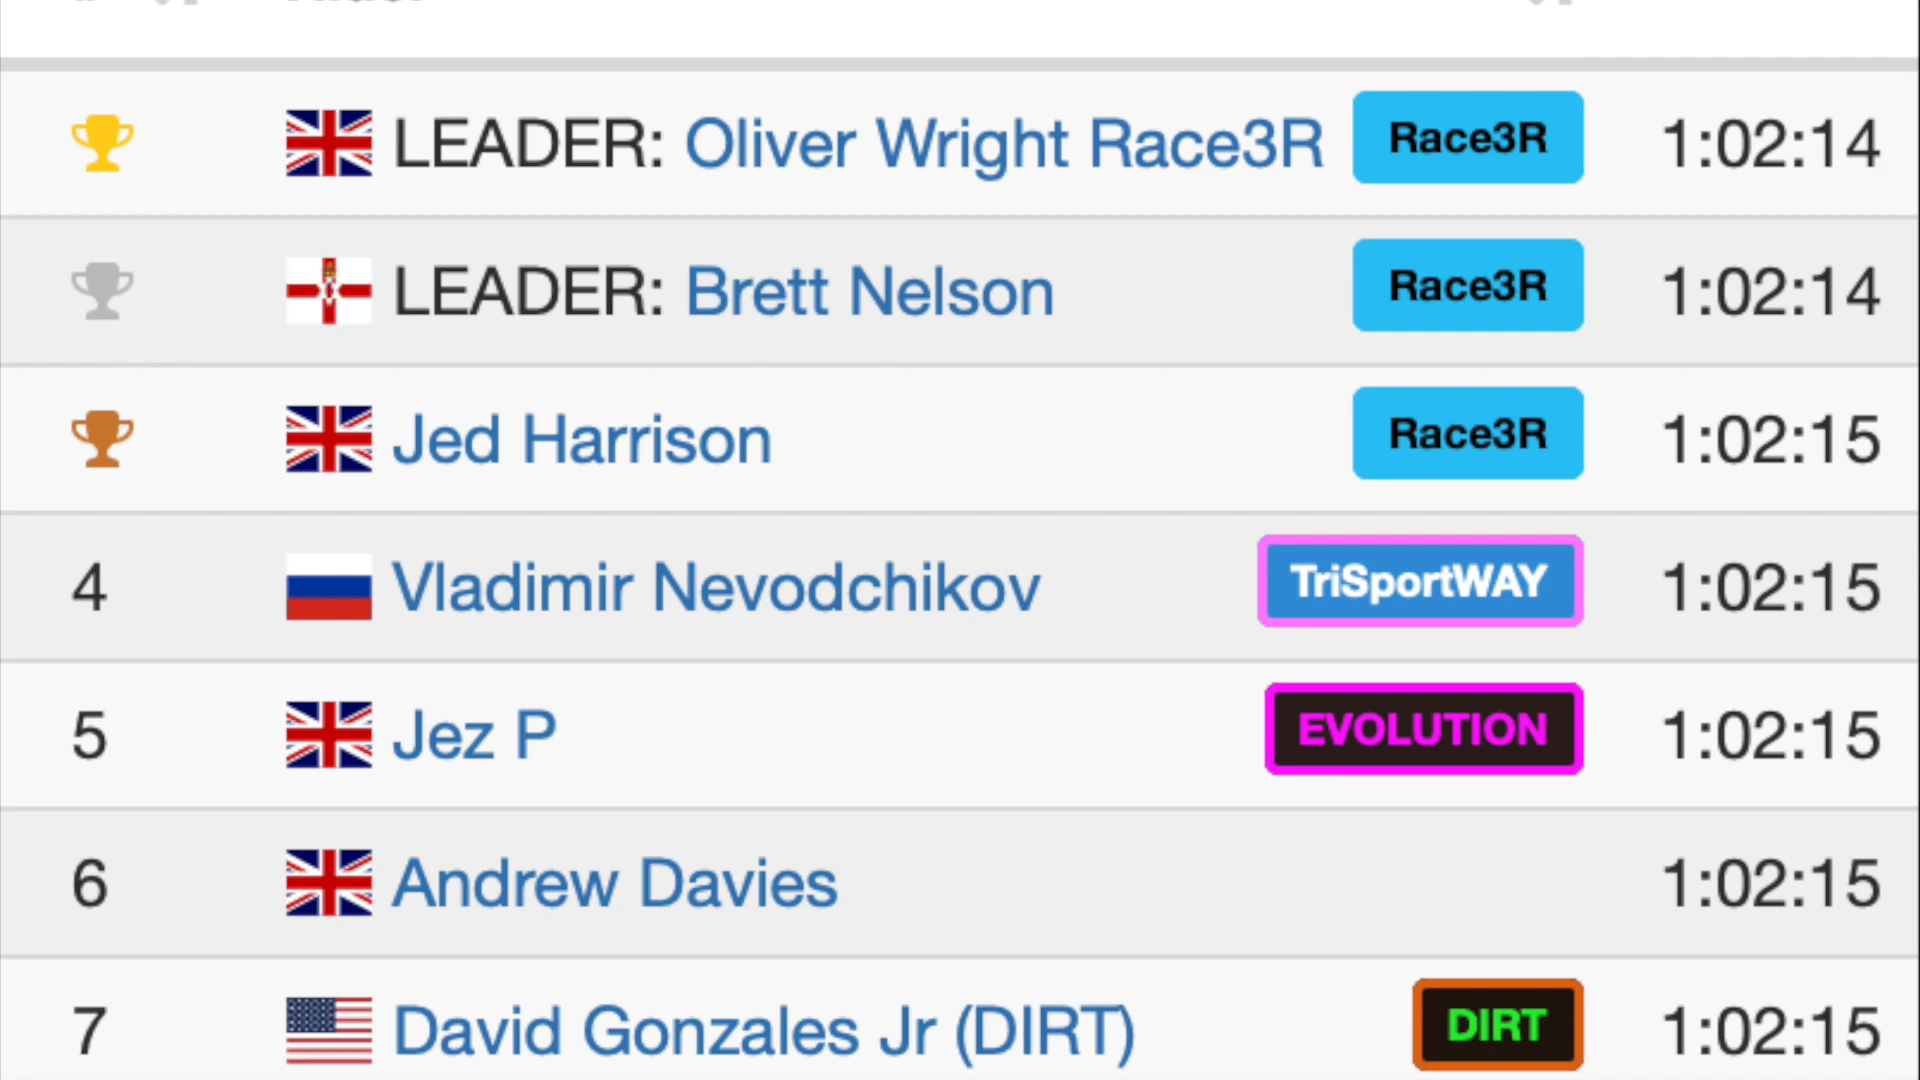 LEADER: Oliver Wright Race3R Race3R 1:02:14
LEADER: Brett Nelson Race3R 1:02:14
Jed Harrison Race3R 1:02:15
4 Vladimir Nevodchikov TriSportWAY 1:02:15
5 Jez P EVOLUTION 1:02:15
6 Andrew Davies 1:02:15
7 David Gonzales Jr (DIRT) DIRT 1:02:15